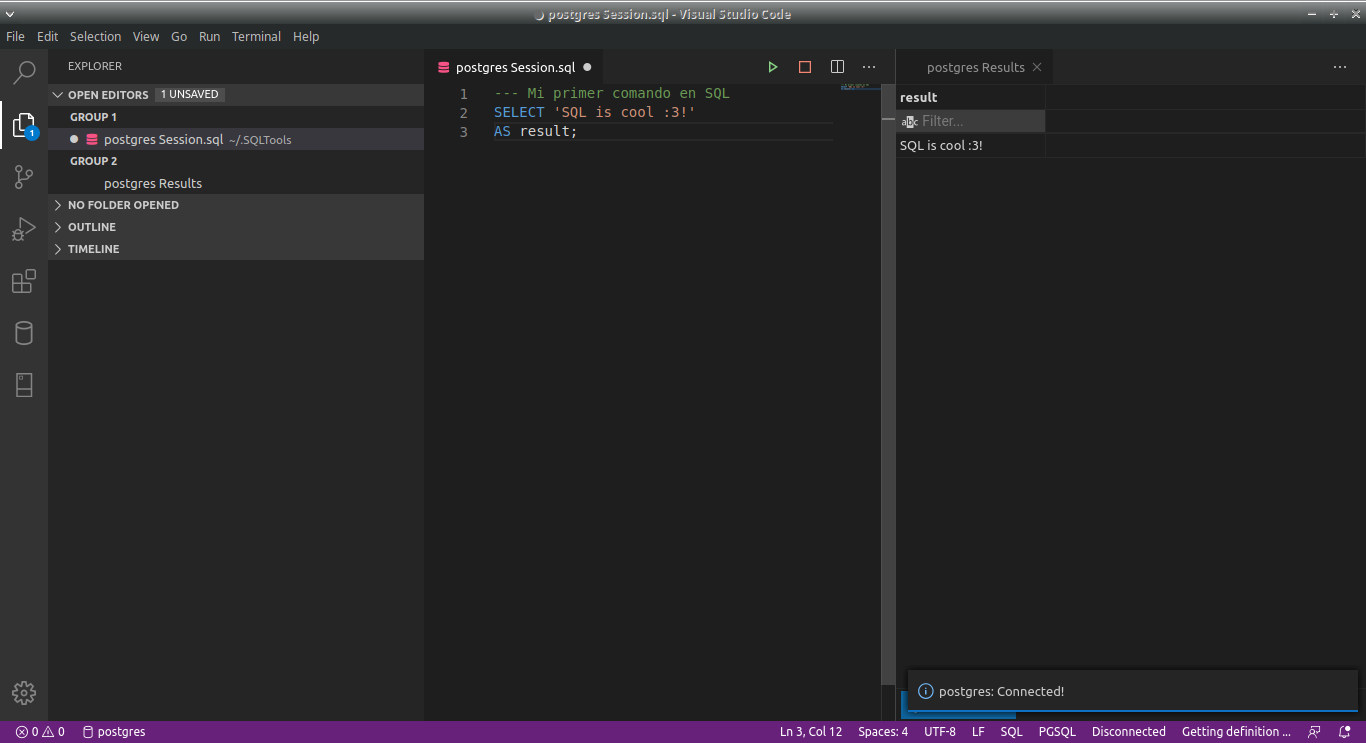 postgres Session.sql - Visual Studio Code
File Edit Selection View Go Run Terminal Help
EXPLORER
OPEN EDITORS 1 UNSAVED
GROUP 1
postgres Session.sql ~/.SQLTools
GROUP 2
postgres Results
NO FOLDER OPENED
OUTLINE
TIMELINE
1
postgres Session.sql
1 --- Mi primer comando en SQL
2 SELECT 'SQL is cool :3!'
3 AS result;
postgres Results
result
abc Filter...
SQL is cool :3!
postgres: Connected!
0 0 postgres Ln 3, Col 12 Spaces: 4 UTF-8 LF SQL PGSQL Disconnected Getting definition ...